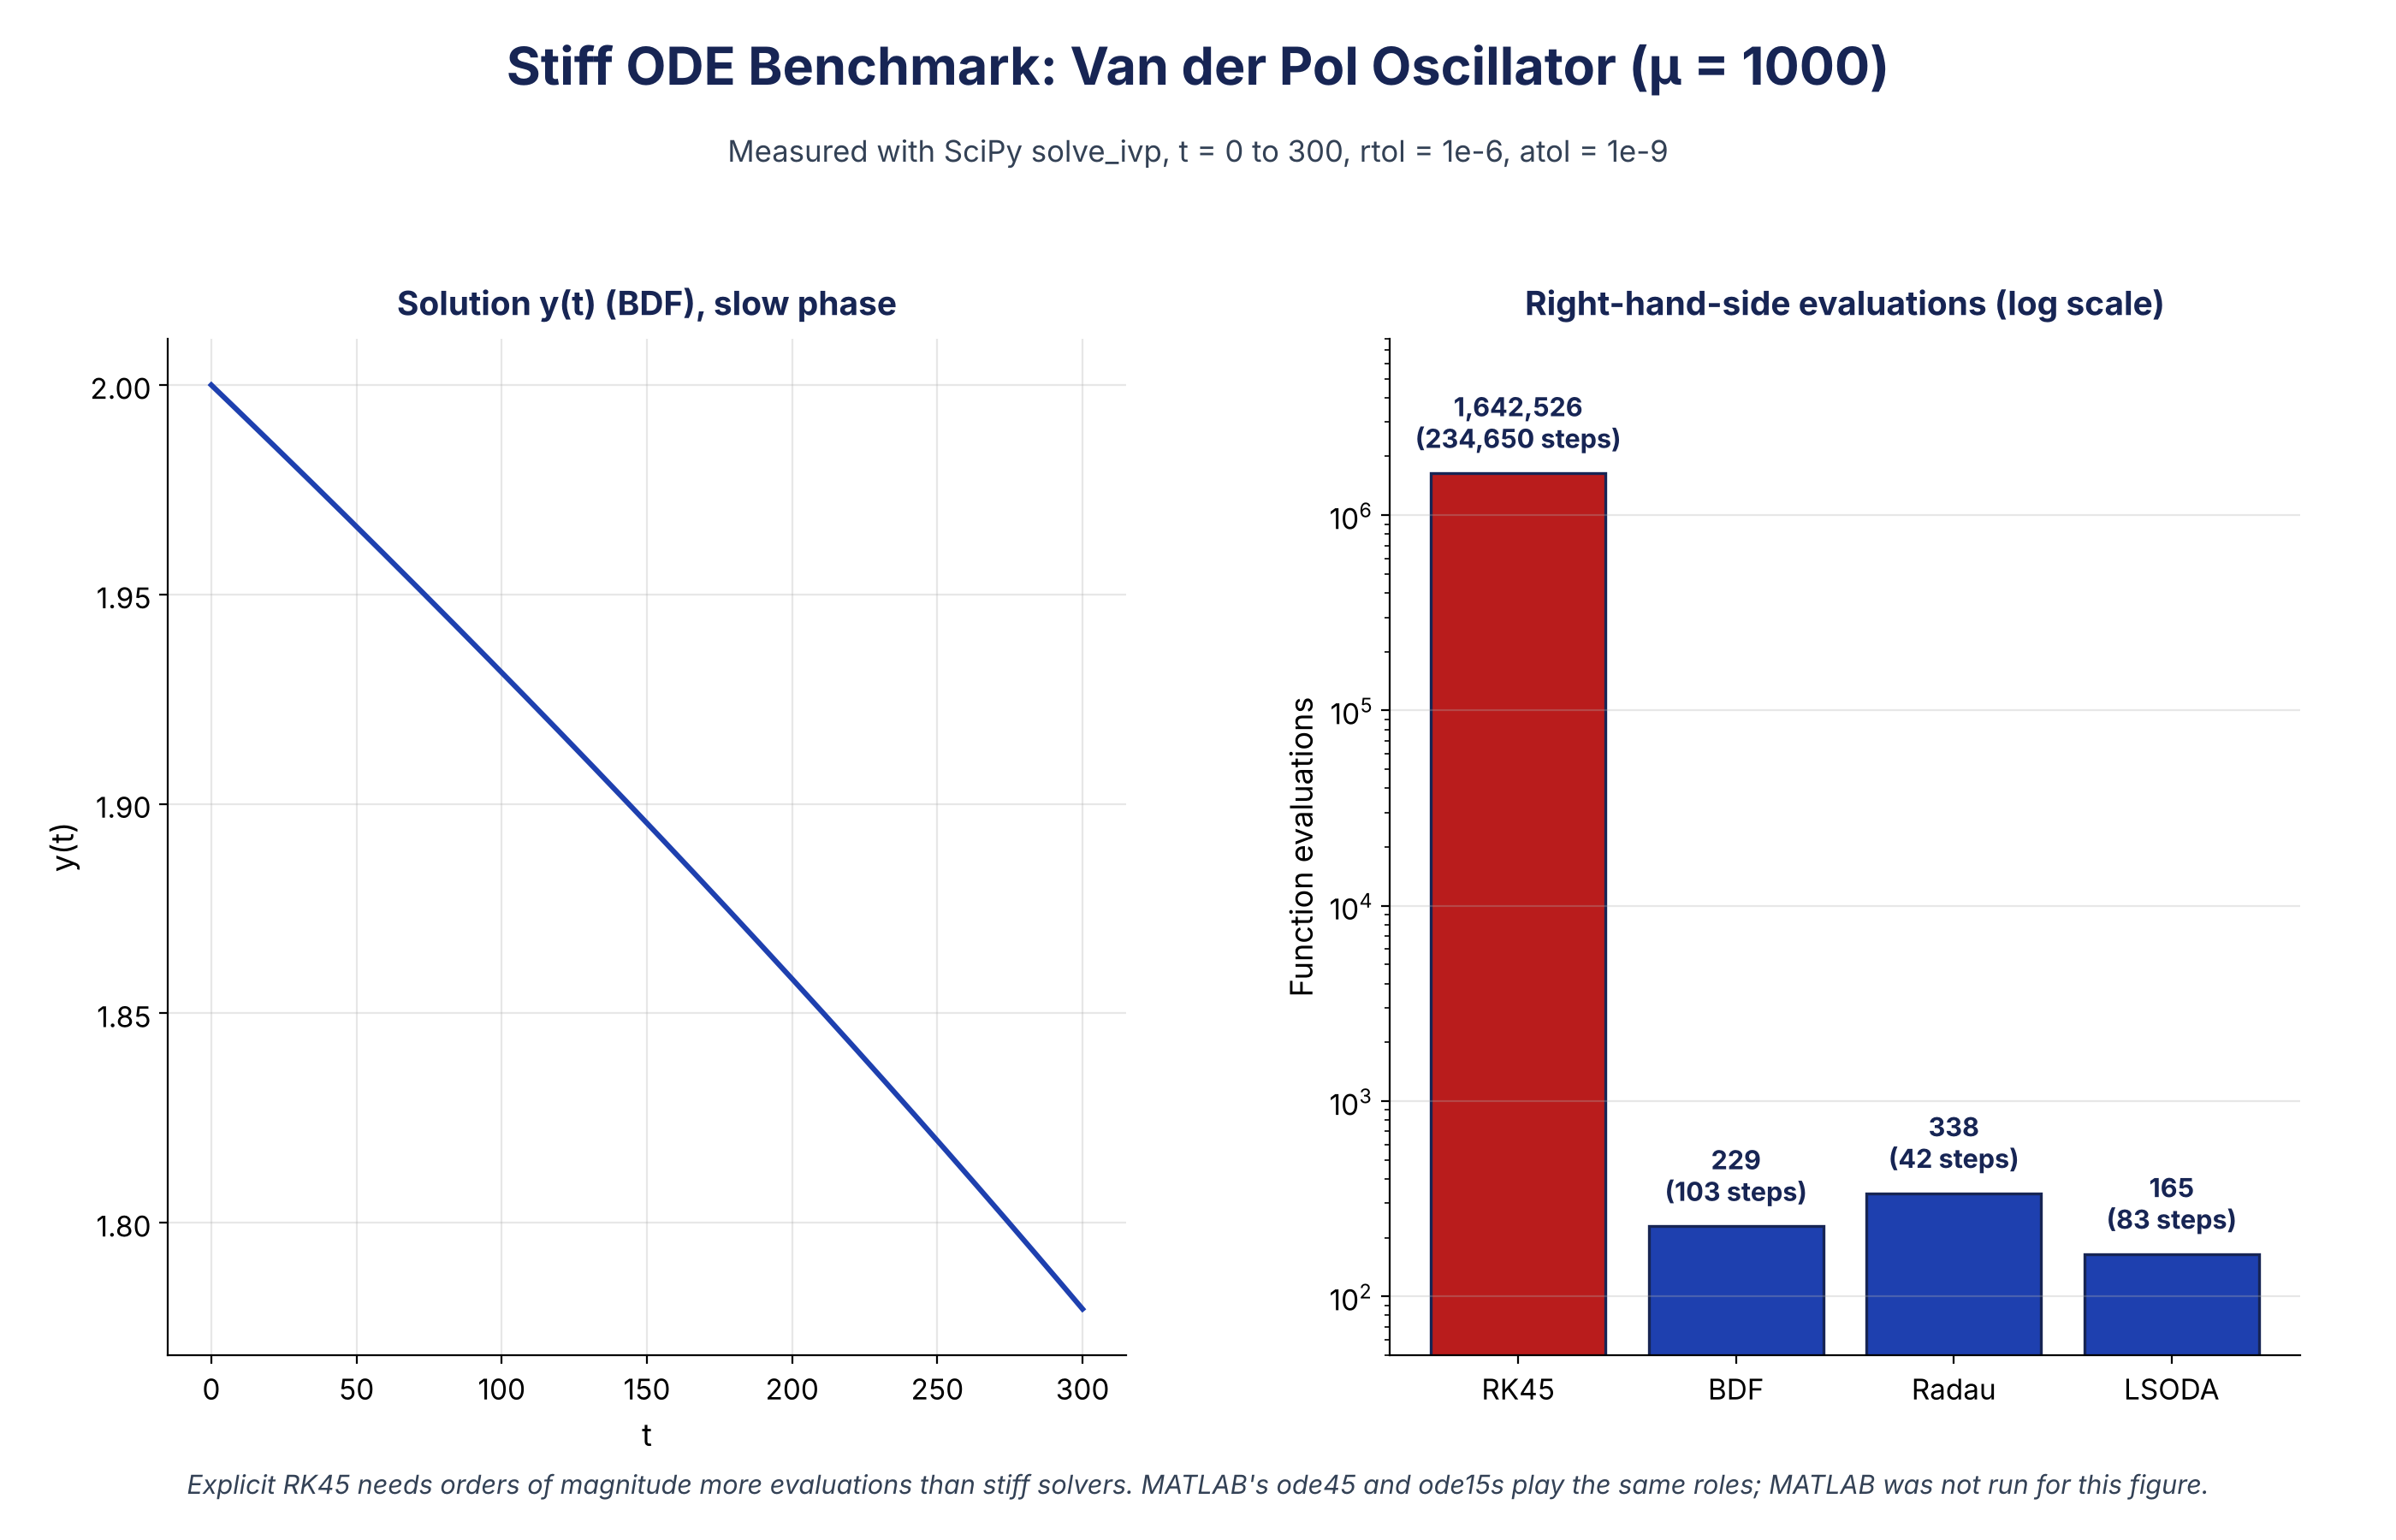 Stiff ODE Benchmark: Van der Pol Oscillator (μ = 1000)
Measured with SciPy solve_ivp, t = 0 to 300, rtol = 1e-6, atol = 1e-9
Solution y(t) (BDF), slow phase
2.00
1.95
1.90
1.85
1.80
y(t)
0 50 100 150 200 250 300
t
Right-hand-side evaluations (log scale)
1,642,526
(234,650 steps)
229
(103 steps)
338
(42 steps)
165
(83 steps)
10⁶
10⁵
10⁴
10³
10²
Function evaluations
RK45 BDF Radau LSODA
Explicit RK45 needs orders of magnitude more evaluations than stiff solvers. MATLAB's ode45 and ode15s play the same roles; MATLAB was not run for this figure.